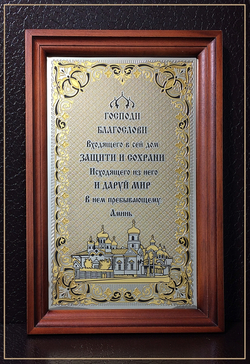 ГОСПОДИ
БЛАГОСЛОВИ
Входящего в сей дом
ЗАЩИТИ И СОХРАНИ
Исходящего из него
И ДАРУЙ МИР
В нем пребывающему
Аминь